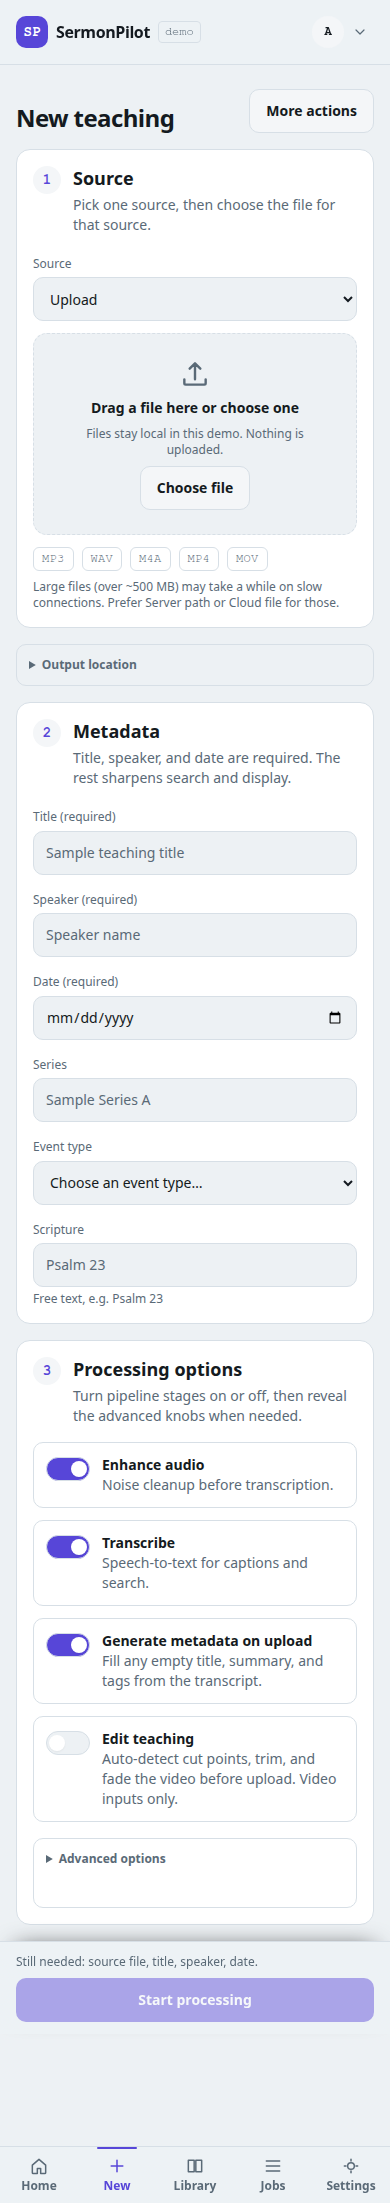 SP SermonPilot demo A
New teaching
More actions
1 Source
Pick one source, then choose the file for
that source.
Source
Upload
Drag a file here or choose one
Files stay local in this demo. Nothing is
uploaded.
Choose file
MP3 WAV M4A MP4 MOV
Large files (over ~500 MB) may take a while on slow
connections. Prefer Server path or Cloud file for those.
Output location
2 Metadata
Title, speaker, and date are required. The
rest sharpens search and display.
Title (required)
Sample teaching title
Speaker (required)
Speaker name
Date (required)
mm/dd/yyyy
Series
Sample Series A
Event type
Choose an event type...
Scripture
Psalm 23
Free text, e.g. Psalm 23
3 Processing options
Turn pipeline stages on or off, then reveal
the advanced knobs when needed.
Enhance audio
Noise cleanup before transcription.
Transcribe
Speech-to-text for captions and
search.
Generate metadata on upload
Fill any empty title, summary, and
tags from the transcript.
Edit teaching
Auto-detect cut points, trim, and
fade the video before upload. Video
inputs only.
Advanced options
Still needed: source file, title, speaker, date.
Start processing
Home New Library Jobs Settings